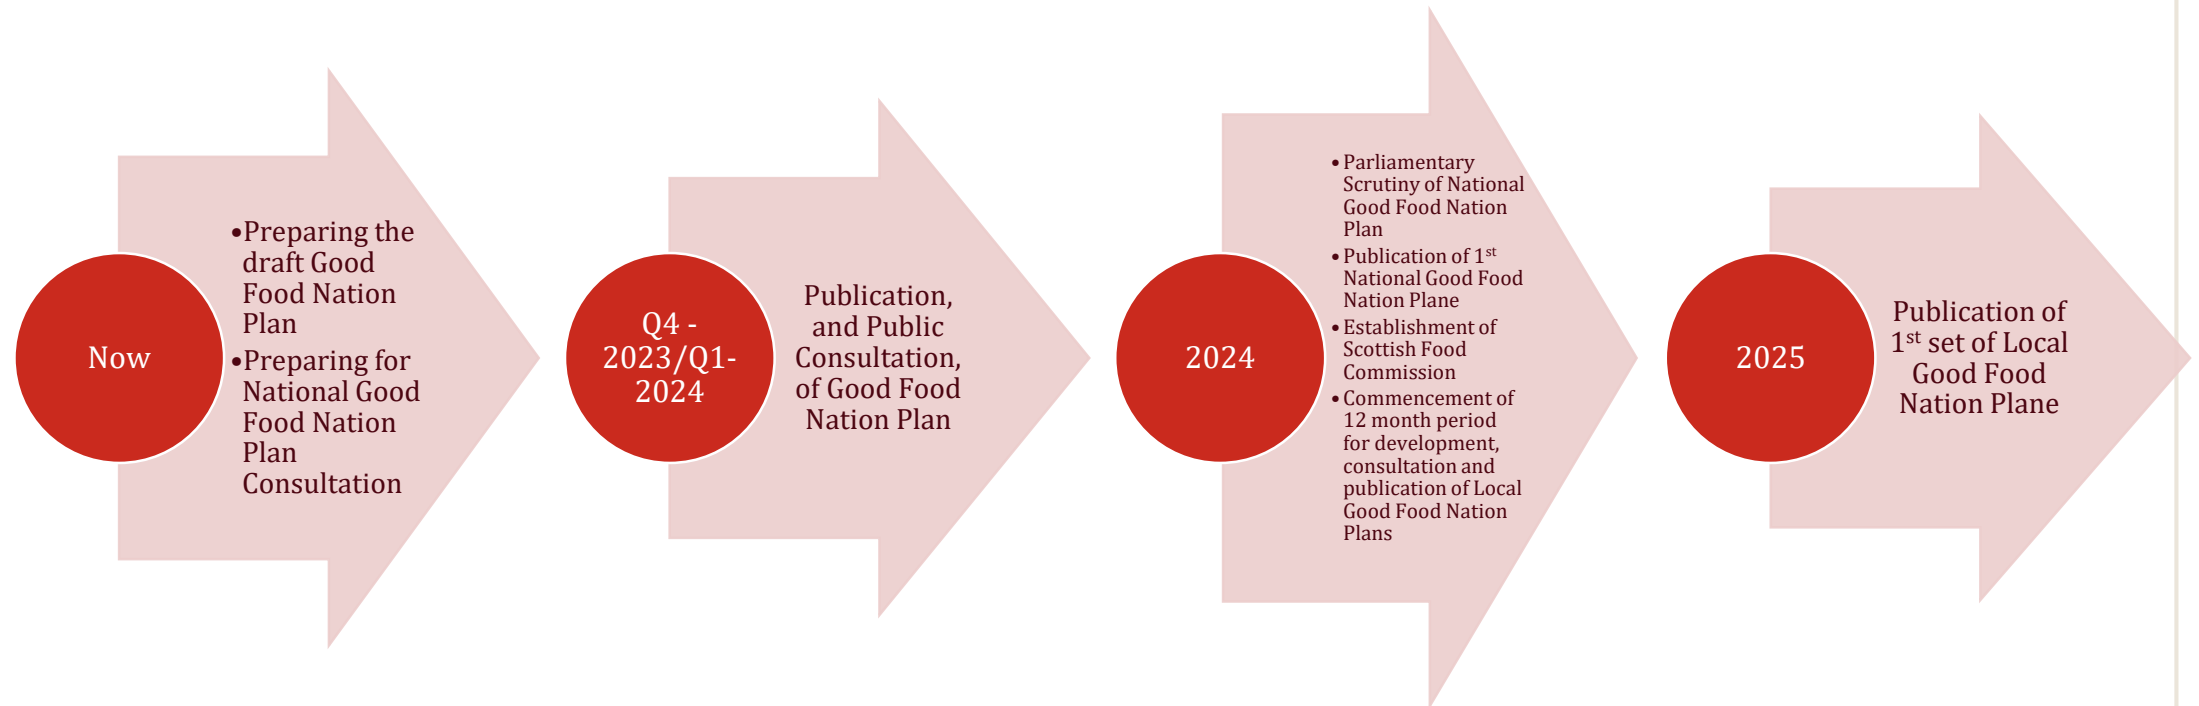 Now
•Preparing the
draft Good
Food Nation
Plan
•Preparing for
National Good
Food Nation
Plan
Consultation
Q4 -
2023/Q1-
2024
Publication,
and Public
Consultation,
of Good Food
Nation Plan
2024
•Parliamentary
Scrutiny of National
Good Food Nation
Plan
•Publication of 1st
National Good Food
Nation Plane
•Establishment of
Scottish Food
Commission
•Commencement of
12 month period
for development,
consultation and
publication of Local
Good Food Nation
Plans
2025
Publication of
1st set of Local
Good Food
Nation Plane